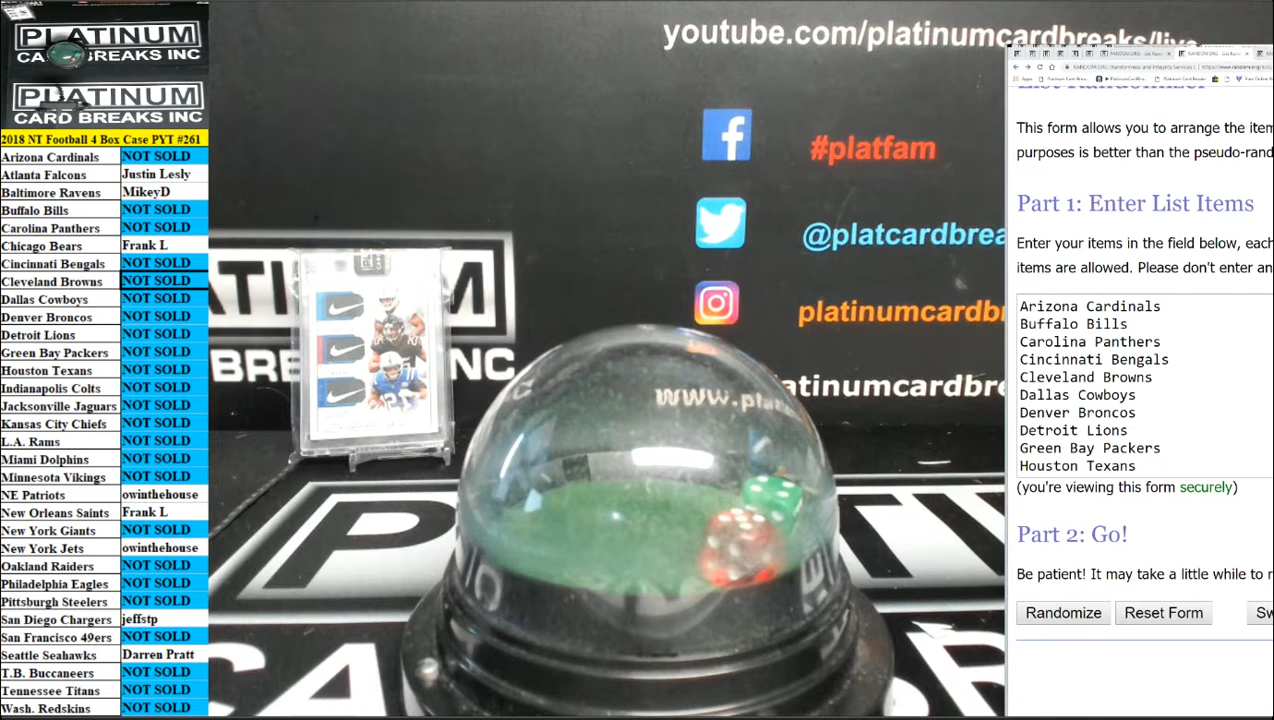 PLATINUM
CARD BREAKS INC
PLATINUM
CARD BREAKS INC
2018 NT Football 4 Box Case PYT #261
Arizona Cardinals NOT SOLD
Atlanta Falcons Justin Lesly
Baltimore Ravens MikeyD
Buffalo Bills NOT SOLD
Carolina Panthers NOT SOLD
Chicago Bears Frank L
Cincinnati Bengals NOT SOLD
Cleveland Browns NOT SOLD
Dallas Cowboys NOT SOLD
Denver Broncos NOT SOLD
Detroit Lions NOT SOLD
Green Bay Packers NOT SOLD
Houston Texans NOT SOLD
Indianapolis Colts NOT SOLD
Jacksonville Jaguars NOT SOLD
Kansas City Chiefs NOT SOLD
L.A. Rams NOT SOLD
Miami Dolphins NOT SOLD
Minnesota Vikings NOT SOLD
NE Patriots owinthehouse
New Orleans Saints Frank L
New York Giants NOT SOLD
New York Jets owinthehouse
Oakland Raiders NOT SOLD
Philadelphia Eagles NOT SOLD
Pittsburgh Steelers NOT SOLD
San Diego Chargers jeffstp
San Francisco 49ers NOT SOLD
Seattle Seahawks Darren Pratt
T.B. Buccaneers NOT SOLD
Tennessee Titans NOT SOLD
Wash. Redskins NOT SOLD
youtube.com/platinumcardbreaks/live
#platfam
@platcardbrea
platinumcardbre
latinumcardbre
www.pla
List Randomizer
This form allows you to arrange the item
purposes is better than the pseudo-rand
Part 1: Enter List Items
Enter your items in the field below, each
items are allowed. Please don't enter an
Arizona Cardinals
Buffalo Bills
Carolina Panthers
Cincinnati Bengals
Cleveland Browns
Dallas Cowboys
Denver Broncos
Detroit Lions
Green Bay Packers
Houston Texans
(you're viewing this form securely)
Part 2: Go!
Be patient! It may take a little while to r
Randomize Reset Form Sw